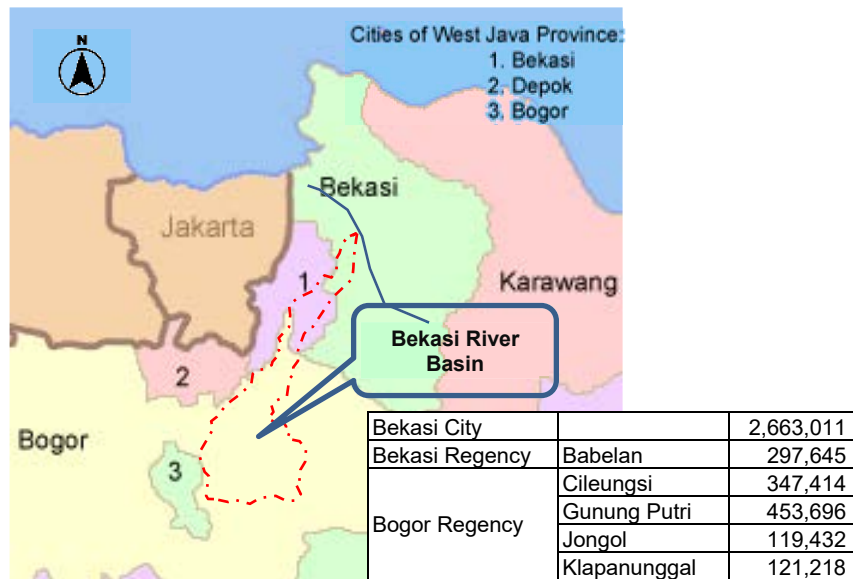 N
Cities of West Java Province:
1. Bekasi
2. Depok
3. Bogor
Bekasi
Jakarta
1
Karawang
Bekasi River
Basin
2
Bogor
3
Bekasi City 2,663,011
Bekasi Regency Babelan 297,645
Bogor Regency
Cileungsi 347,414
Gunung Putri 453,696
Jongol 119,432
Klapanunggal 121,218